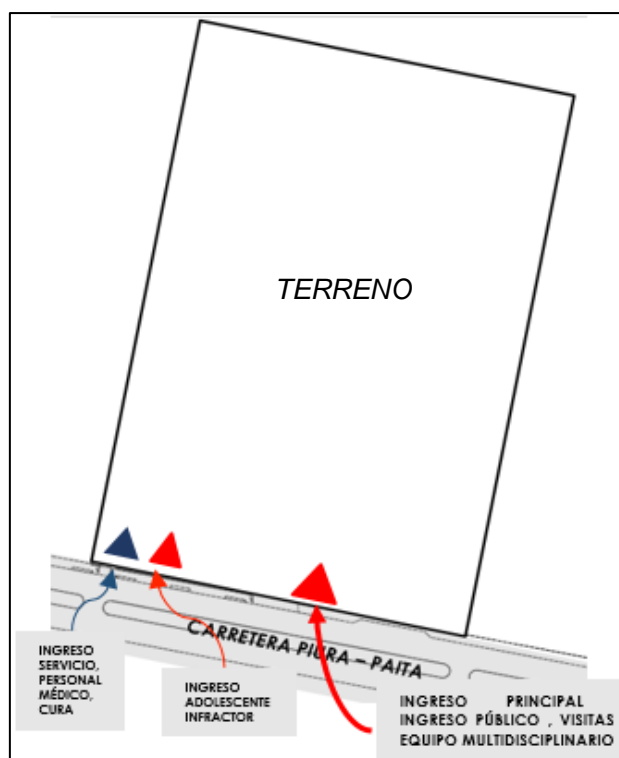 TERRENO
CARRETERA PIURA – PAITA
INGRESO
SERVICIO,
PERSONAL
MÉDICO,
CURA
INGRESO
ADOLESCENTE
INFRACTOR
INGRESO PRINCIPAL
INGRESO PÚBLICO , VISITAS
EQUIPO MULTIDISCIPLINARIO